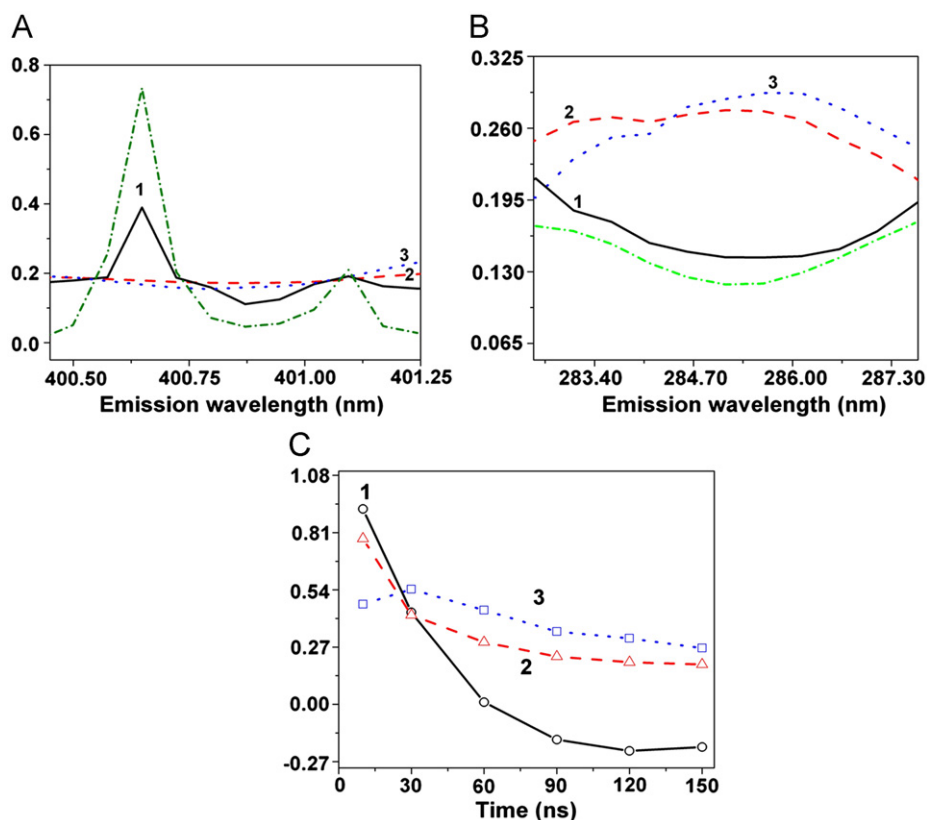 A
0.8
0.6
0.4
0.2
0.0
1
3
2
400.50 400.75 401.00 401.25
Emission wavelength (nm)
B
0.325
0.260
0.195
0.130
0.065
2
3
1
283.40 284.70 286.00 287.30
Emission wavelength (nm)
C
1.08
0.81
0.54
0.27
0.00
-0.27
1
3
2
0 30 60 90 120 150
Time (ns)